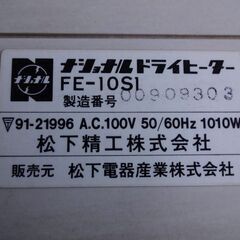 ナショナル
ナショナルドライヒーター
FE-10S1
製造番号 00909303
91-21996 A.C.100V 50/60Hz 1010W
松下精工株式会社
販売元 松下電器産業株式会社